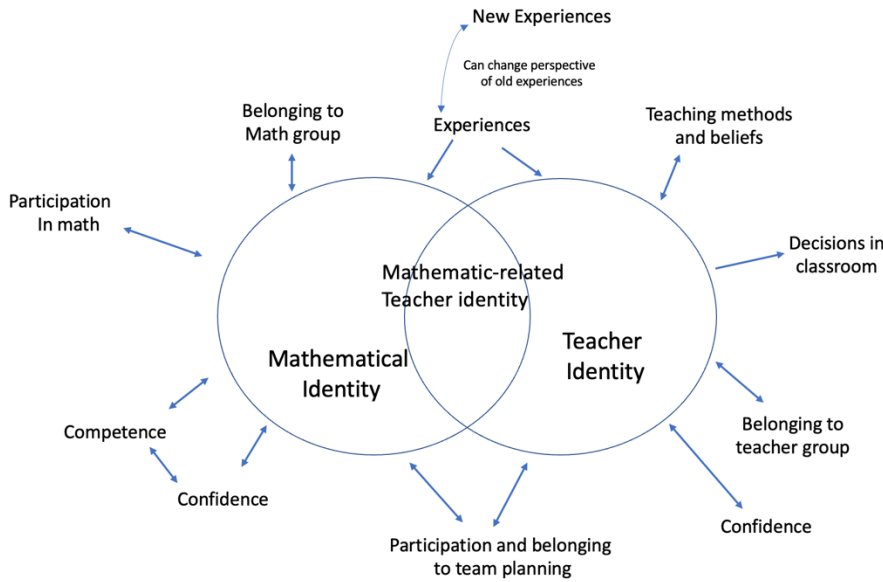 New Experiences
Can change perspective
of old experiences
Belonging to
Math group
Experiences
Teaching methods
and beliefs
Participation
In math
Decisions in
classroom
Mathematic-related
Teacher identity
Mathematical
Identity
Teacher
Identity
Competence
Belonging to
teacher group
Confidence
Confidence
Participation and belonging
to team planning